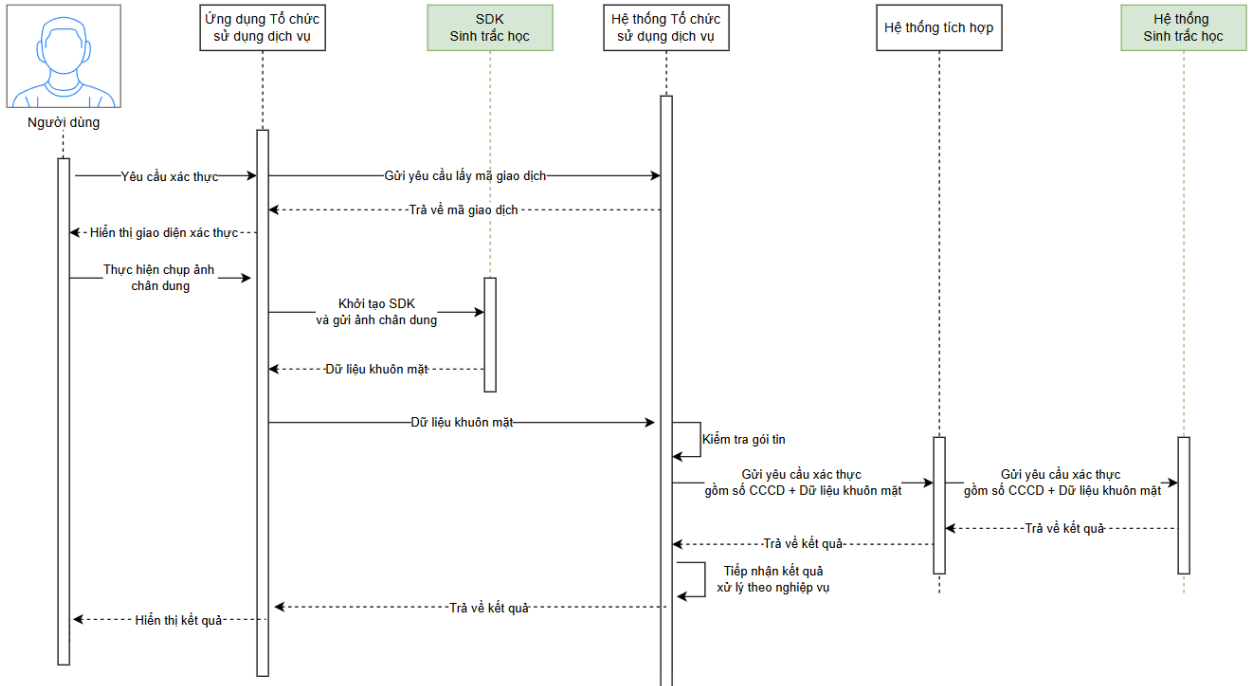 Ứng dụng Tổ chức
sử dụng dịch vụ
SDK
Sinh trắc học
Hệ thống Tổ chức
sử dụng dịch vụ
Hệ thống tích hợp
Hệ thống
Sinh trắc học
Người dùng
Yêu cầu xác thực
Gửi yêu cầu lấy mã giao dịch
Trả về mã giao dịch
Hiển thị giao diện xác thực
Thực hiện chụp ảnh
chân dung
Khởi tạo SDK
và gửi ảnh chân dung
Dữ liệu khuôn mặt
Dữ liệu khuôn mặt
Kiểm tra gói tin
Gửi yêu cầu xác thực
gồm số CCCD + Dữ liệu khuôn mặt
Gửi yêu cầu xác thực
gồm số CCCD + Dữ liệu khuôn mặt
Trả về kết quả
Trả về kết quả
Tiếp nhận kết quả
xử lý theo nghiệp vụ
Trả về kết quả
Hiển thị kết quả